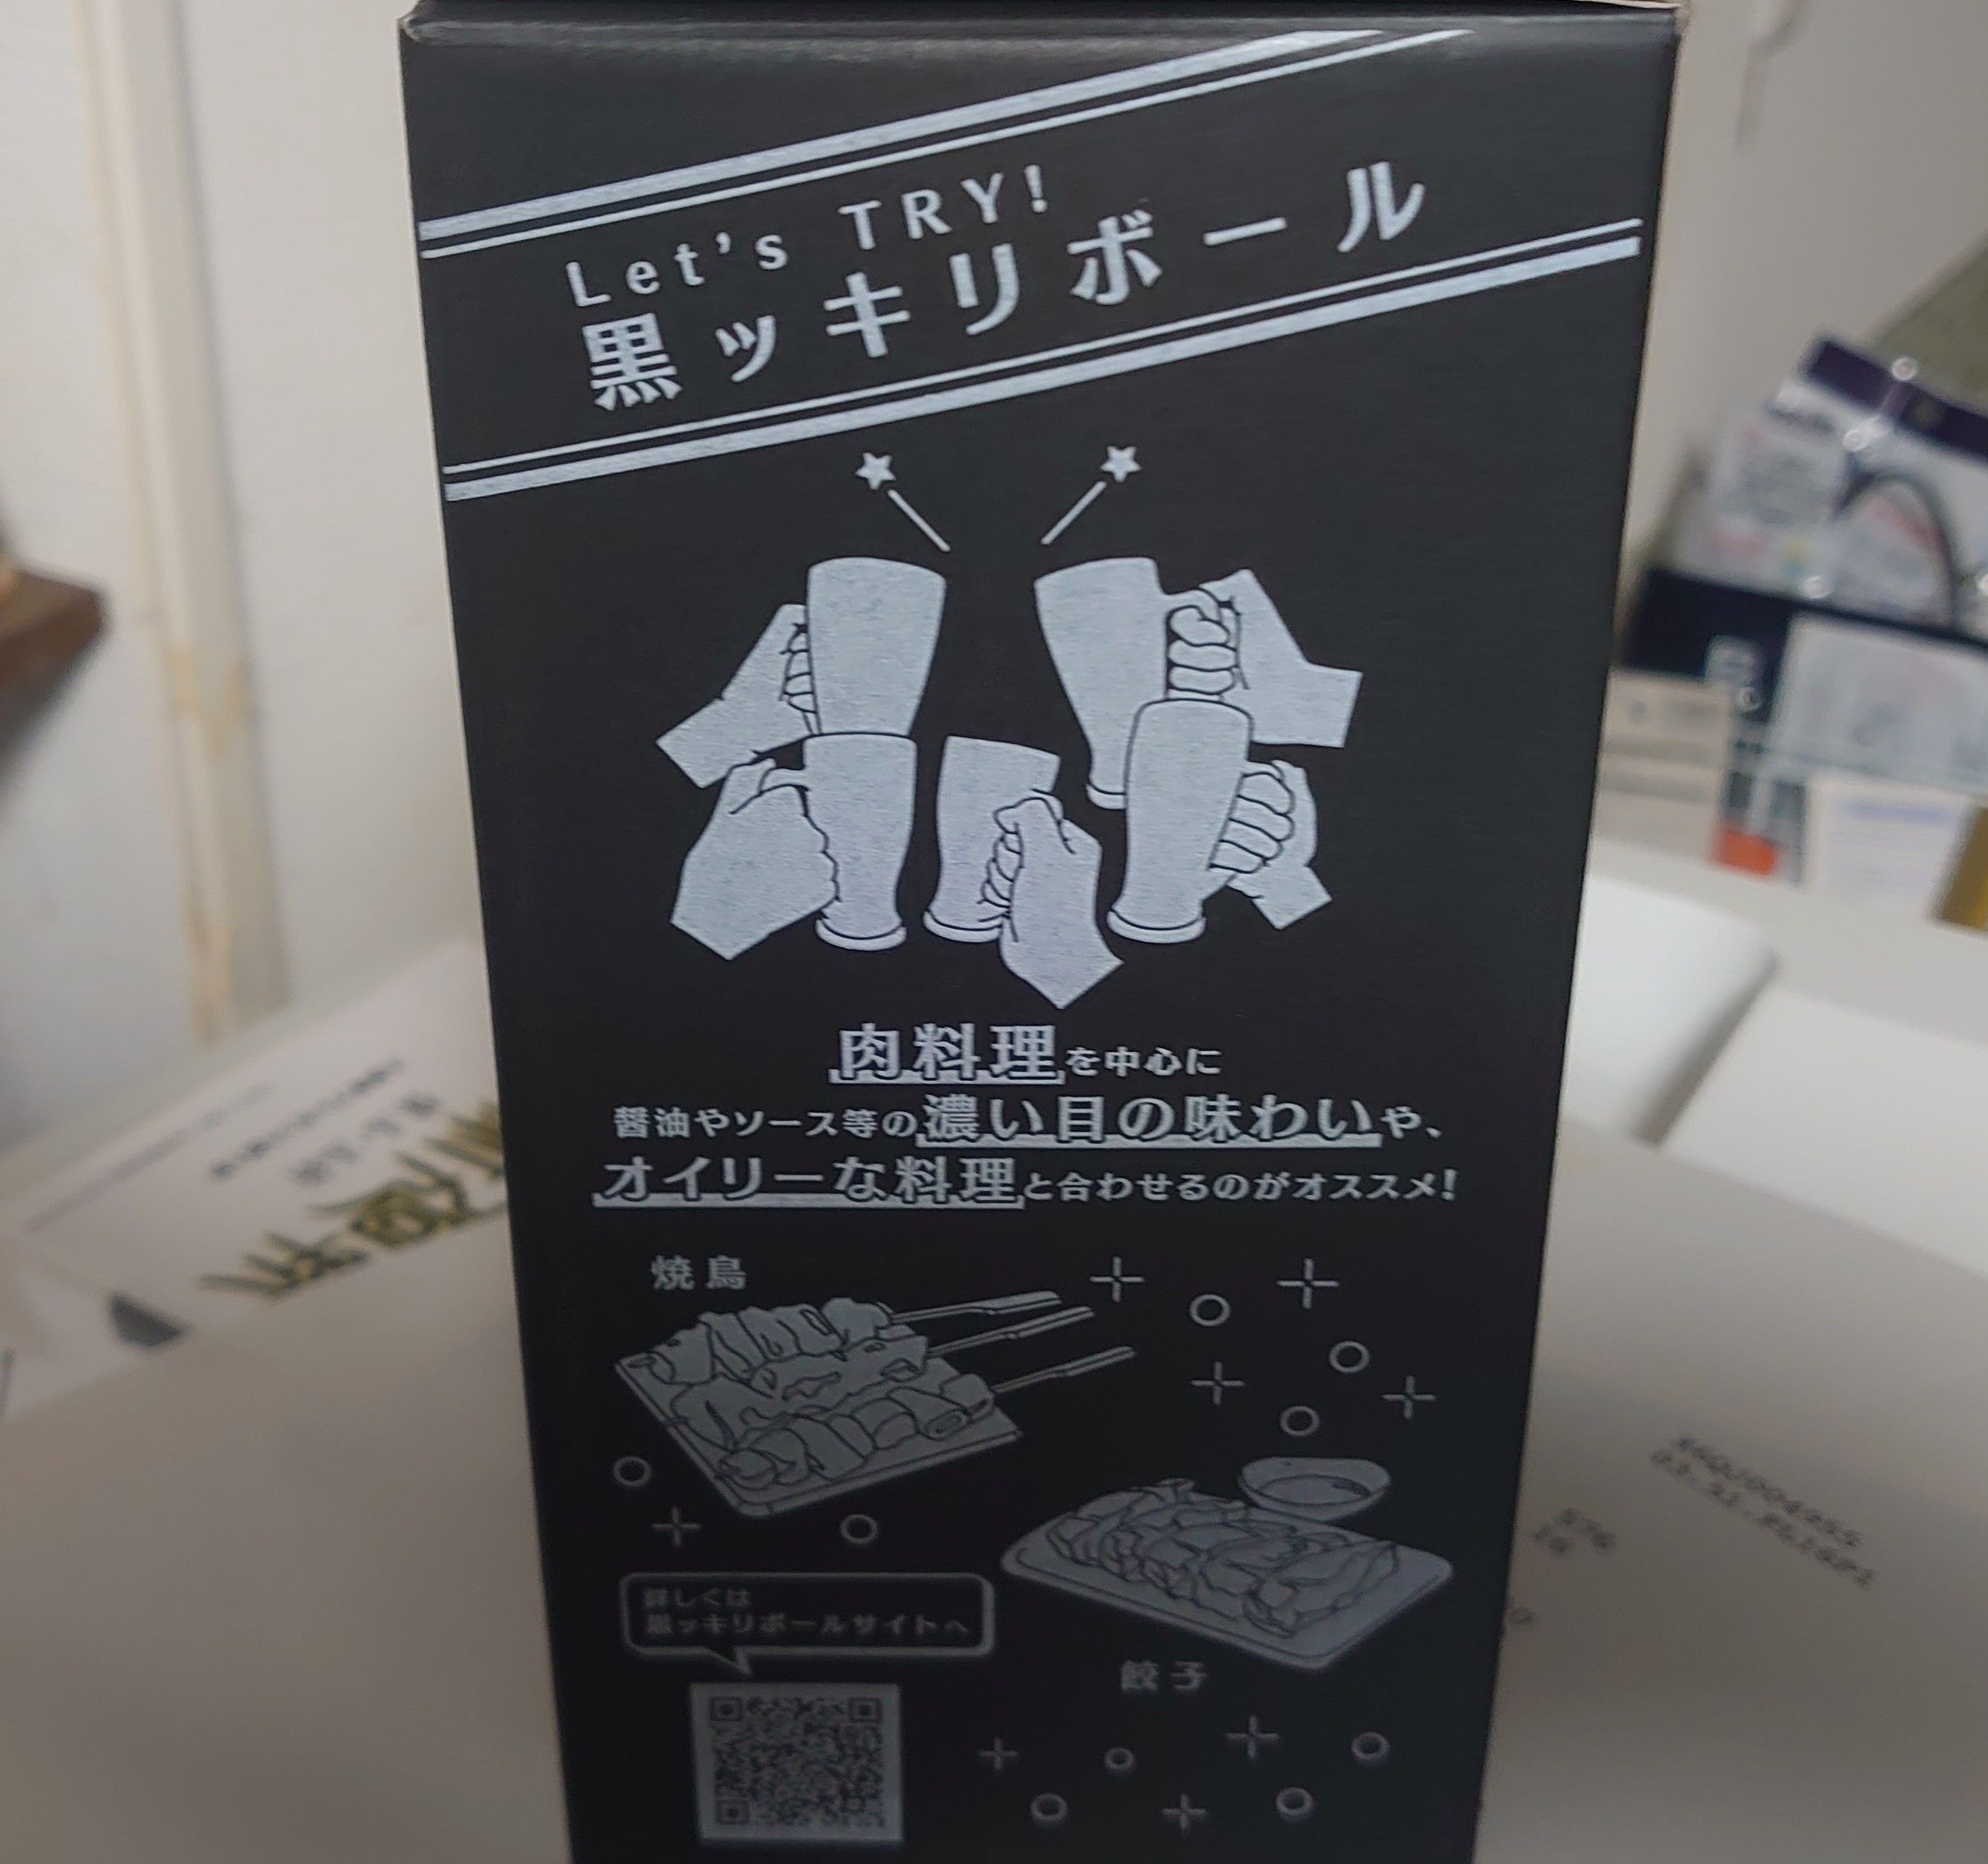 Let's TRY!
黒ッキリボール
肉料理を中心に
醤油やソース等の濃い目の味わいや、
オイリーな料理と合わせるのがオススメ!
焼鳥
詳しくは
黒ッキリボールサイトへ
餃子